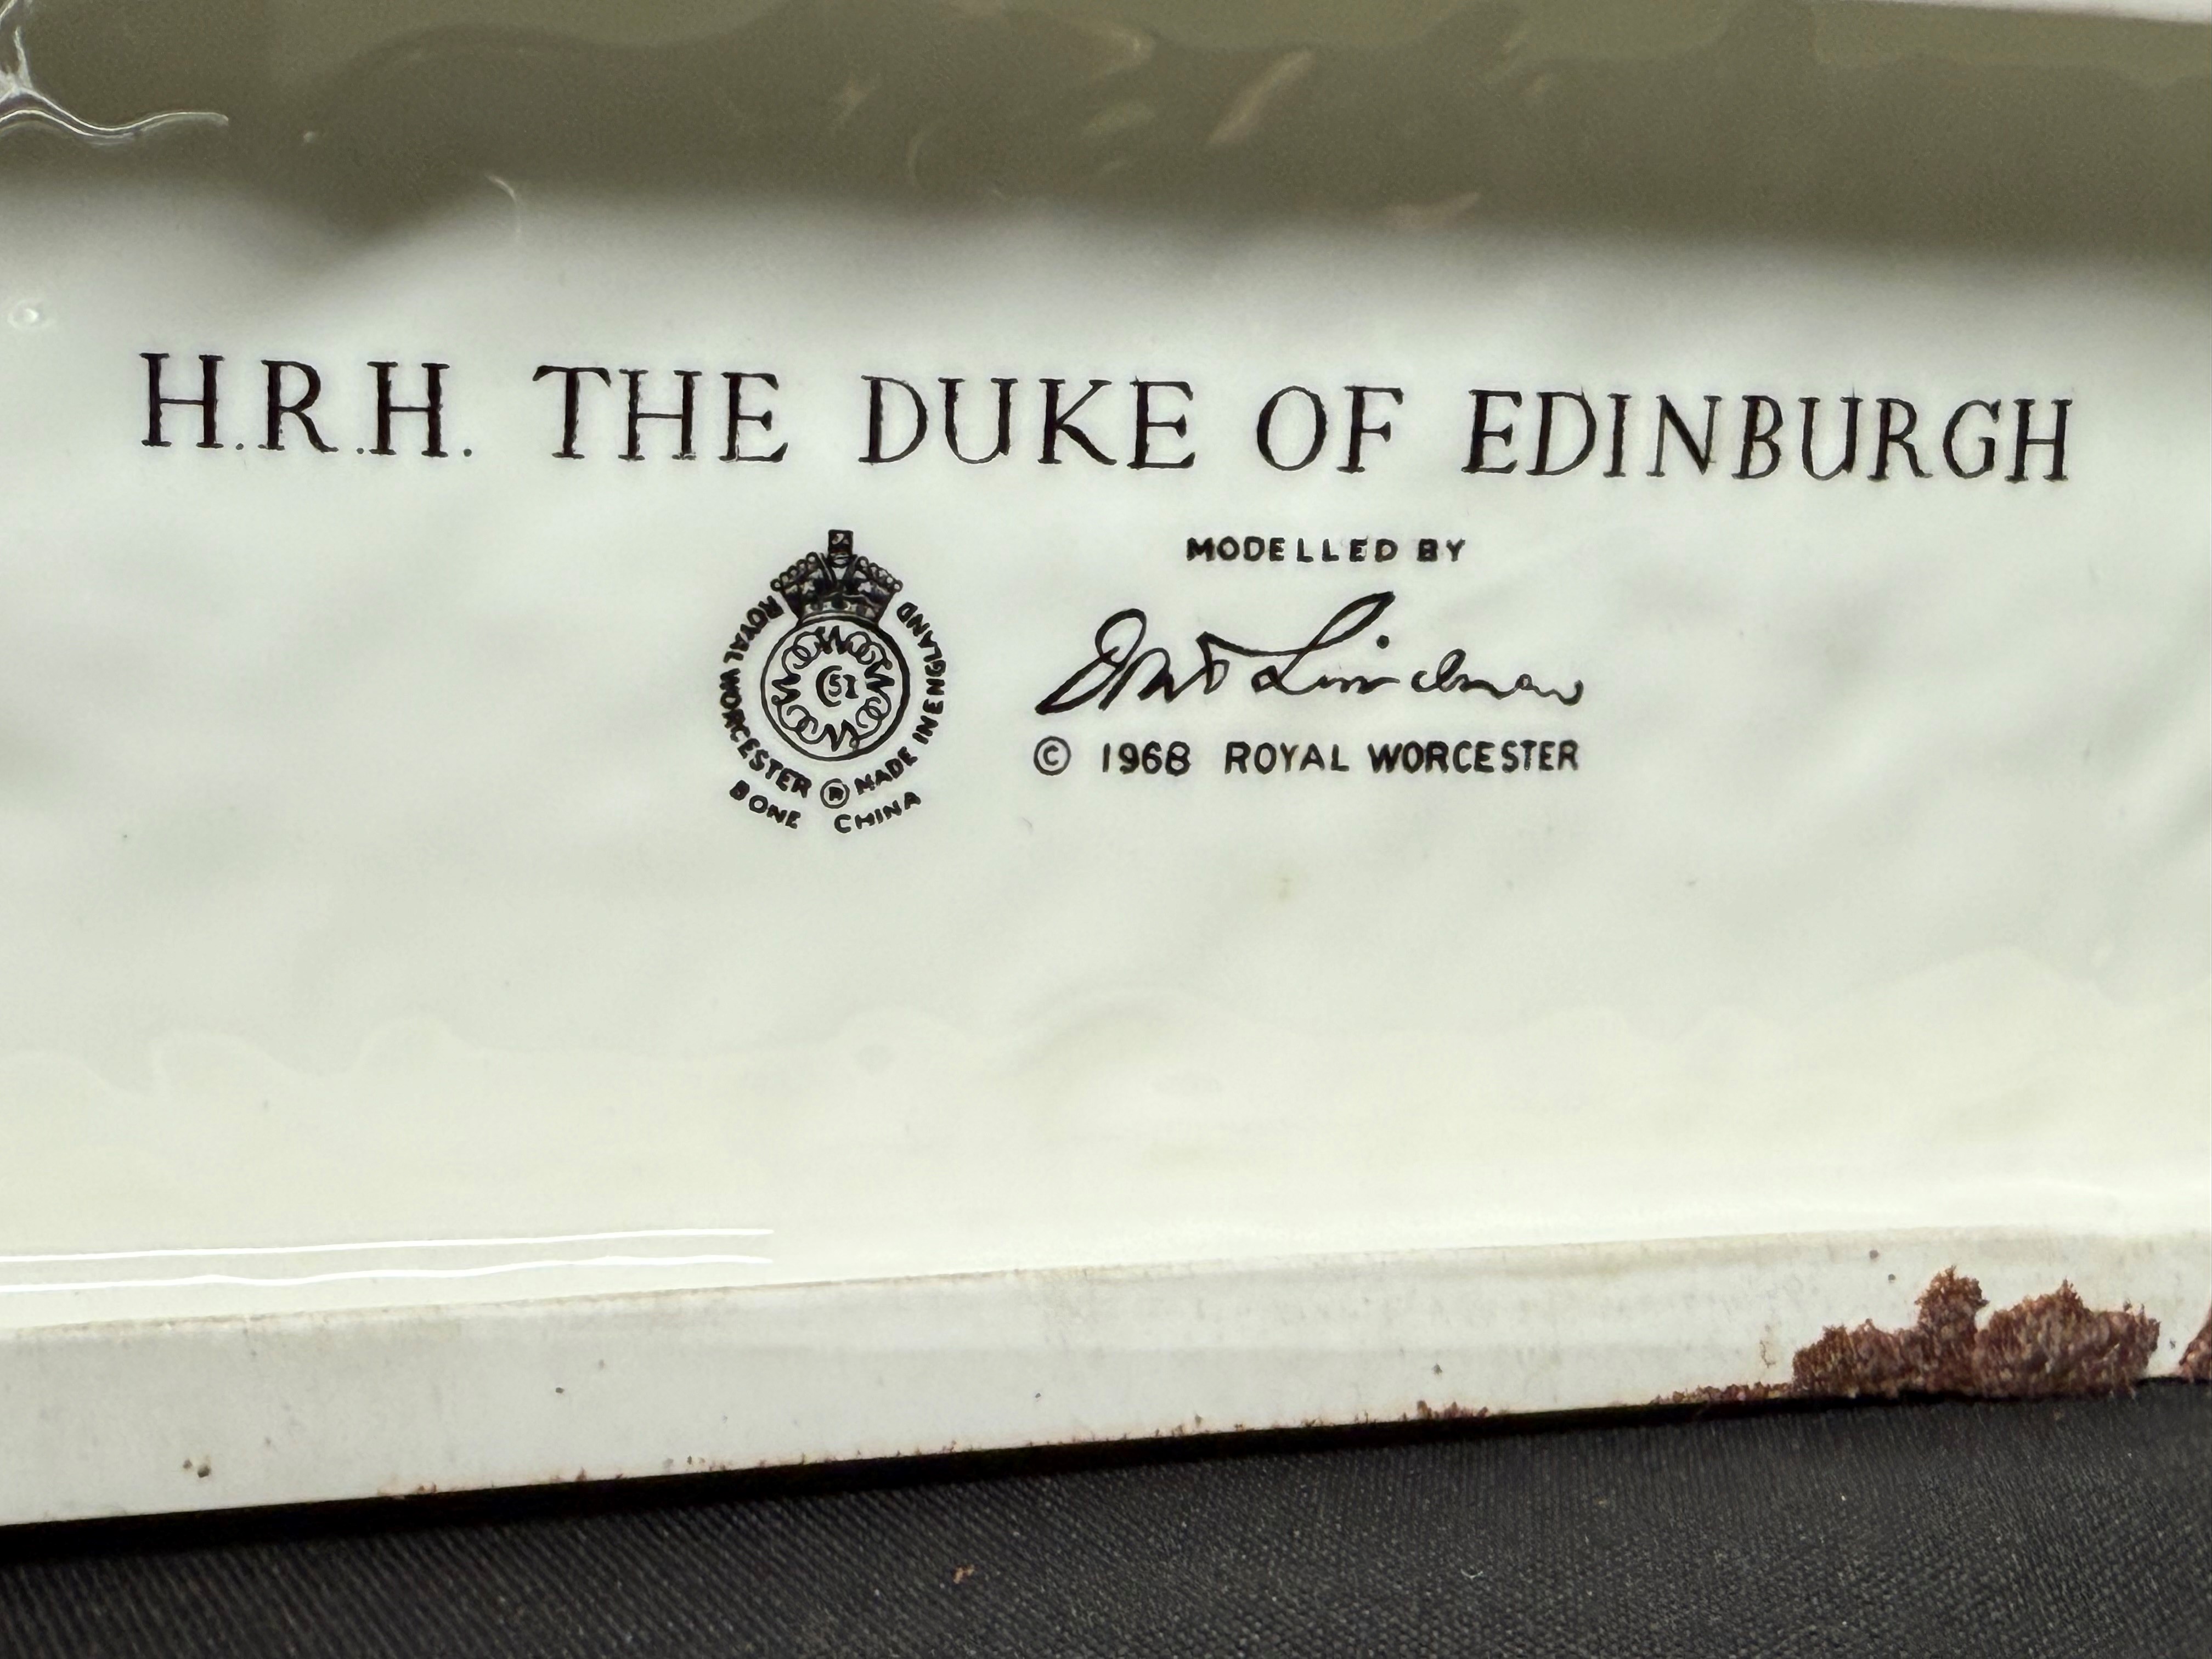 H.R.H. THE DUKE OF EDINBURGH
MODELLED BY
© 1968 ROYAL WORCESTER
ROYAL WORCESTER ® MADE IN ENGLAND
BONE CHINA
51